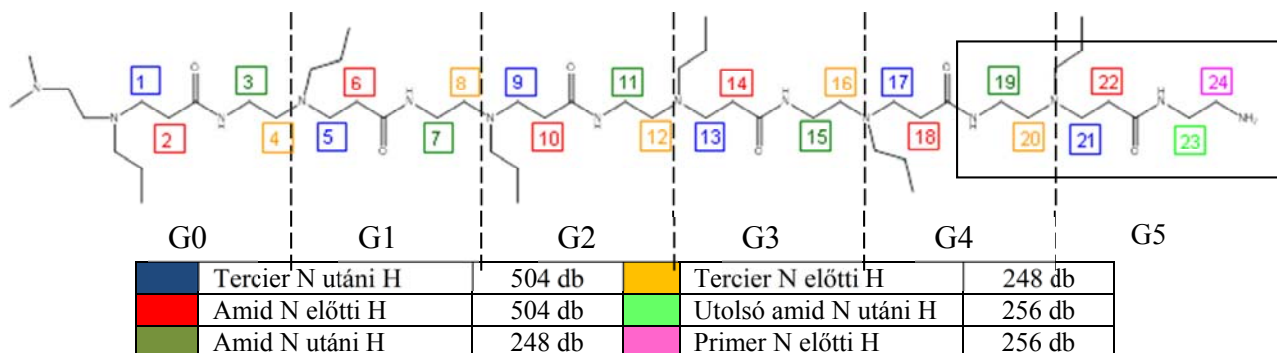 1 3 6 8 9 11 14 16 17 19 22 24
2 4 5 7 10 12 13 15 18 20 21 23
N N N N N N N N
O O O O O O
N H N H N H N H N H N H NH₂
G0 G1 G2 G3 G4 G5
Tercier N utáni H 504 db Tercier N előtti H 248 db
Amid N előtti H 504 db Utolsó amid N utáni H 256 db
Amid N utáni H 248 db Primer N előtti H 256 db